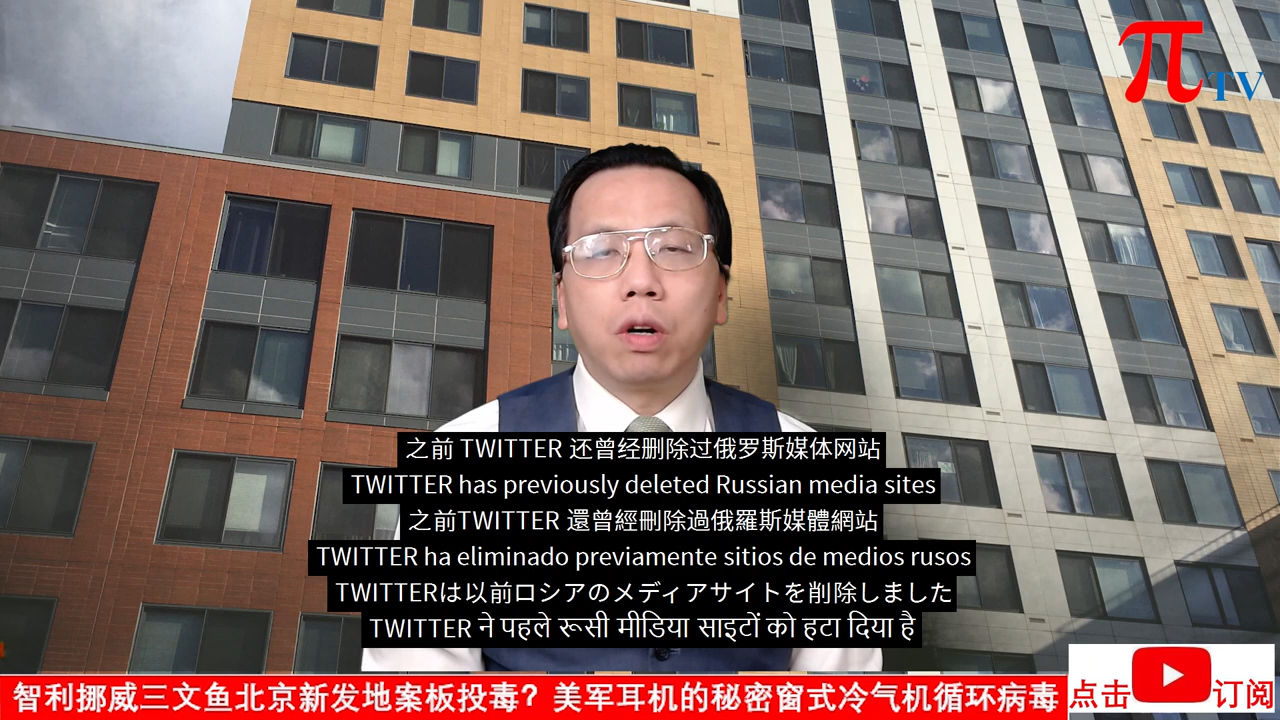 π TV
之前 TWITTER 还曾经删除过俄罗斯媒体网站
TWITTER has previously deleted Russian media sites
之前TWITTER 還曾經刪除過俄羅斯媒體網站
TWITTER ha eliminado previamente sitios de medios rusos
TWITTERは以前ロシアのメディアサイトを削除しました
TWITTER ने पहले रूसी मीडिया साइटों को हटा दिया है
智利挪威三文鱼北京新发地案板投毒？美军耳机的秘密窗式冷气机循环病毒
点击 订阅